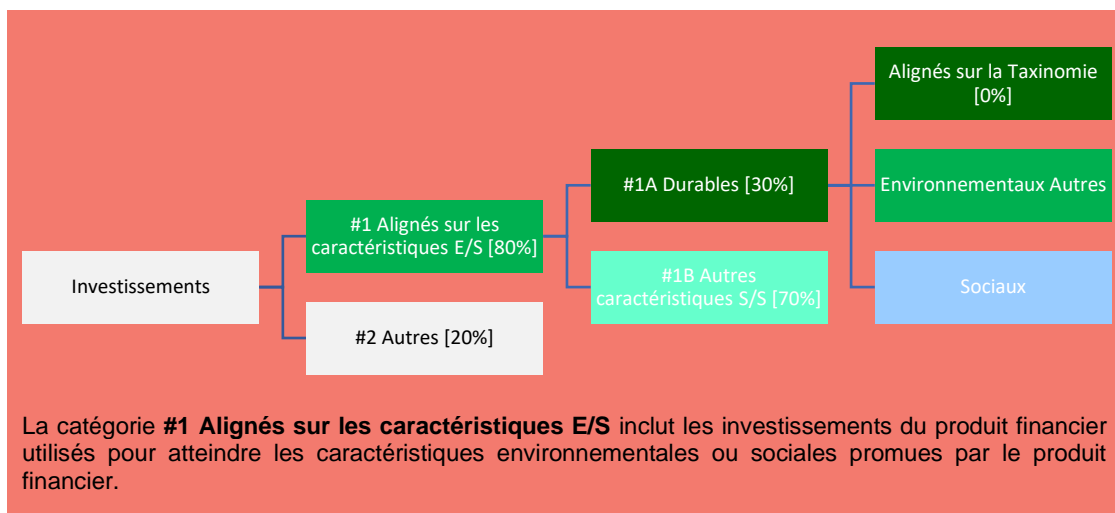 Investissements
#1 Alignés sur les
caractéristiques E/S [80%]
#2 Autres [20%]
#1A Durables [30%]
#1B Autres
caractéristiques S/S [70%]
Alignés sur la Taxinomie
[0%]
Environnementaux Autres
Sociaux
La catégorie #1 Alignés sur les caractéristiques E/S inclut les investissements du produit financier
utilisés pour atteindre les caractéristiques environnementales ou sociales promues par le produit
financier.